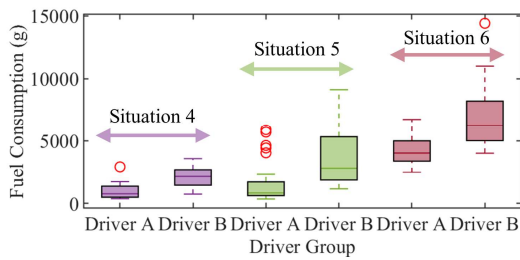 Fuel Consumption (g)
15000
10000
5000
0
Situation 4
Situation 5
Situation 6
Driver A Driver B Driver A Driver B Driver A Driver B
Driver Group